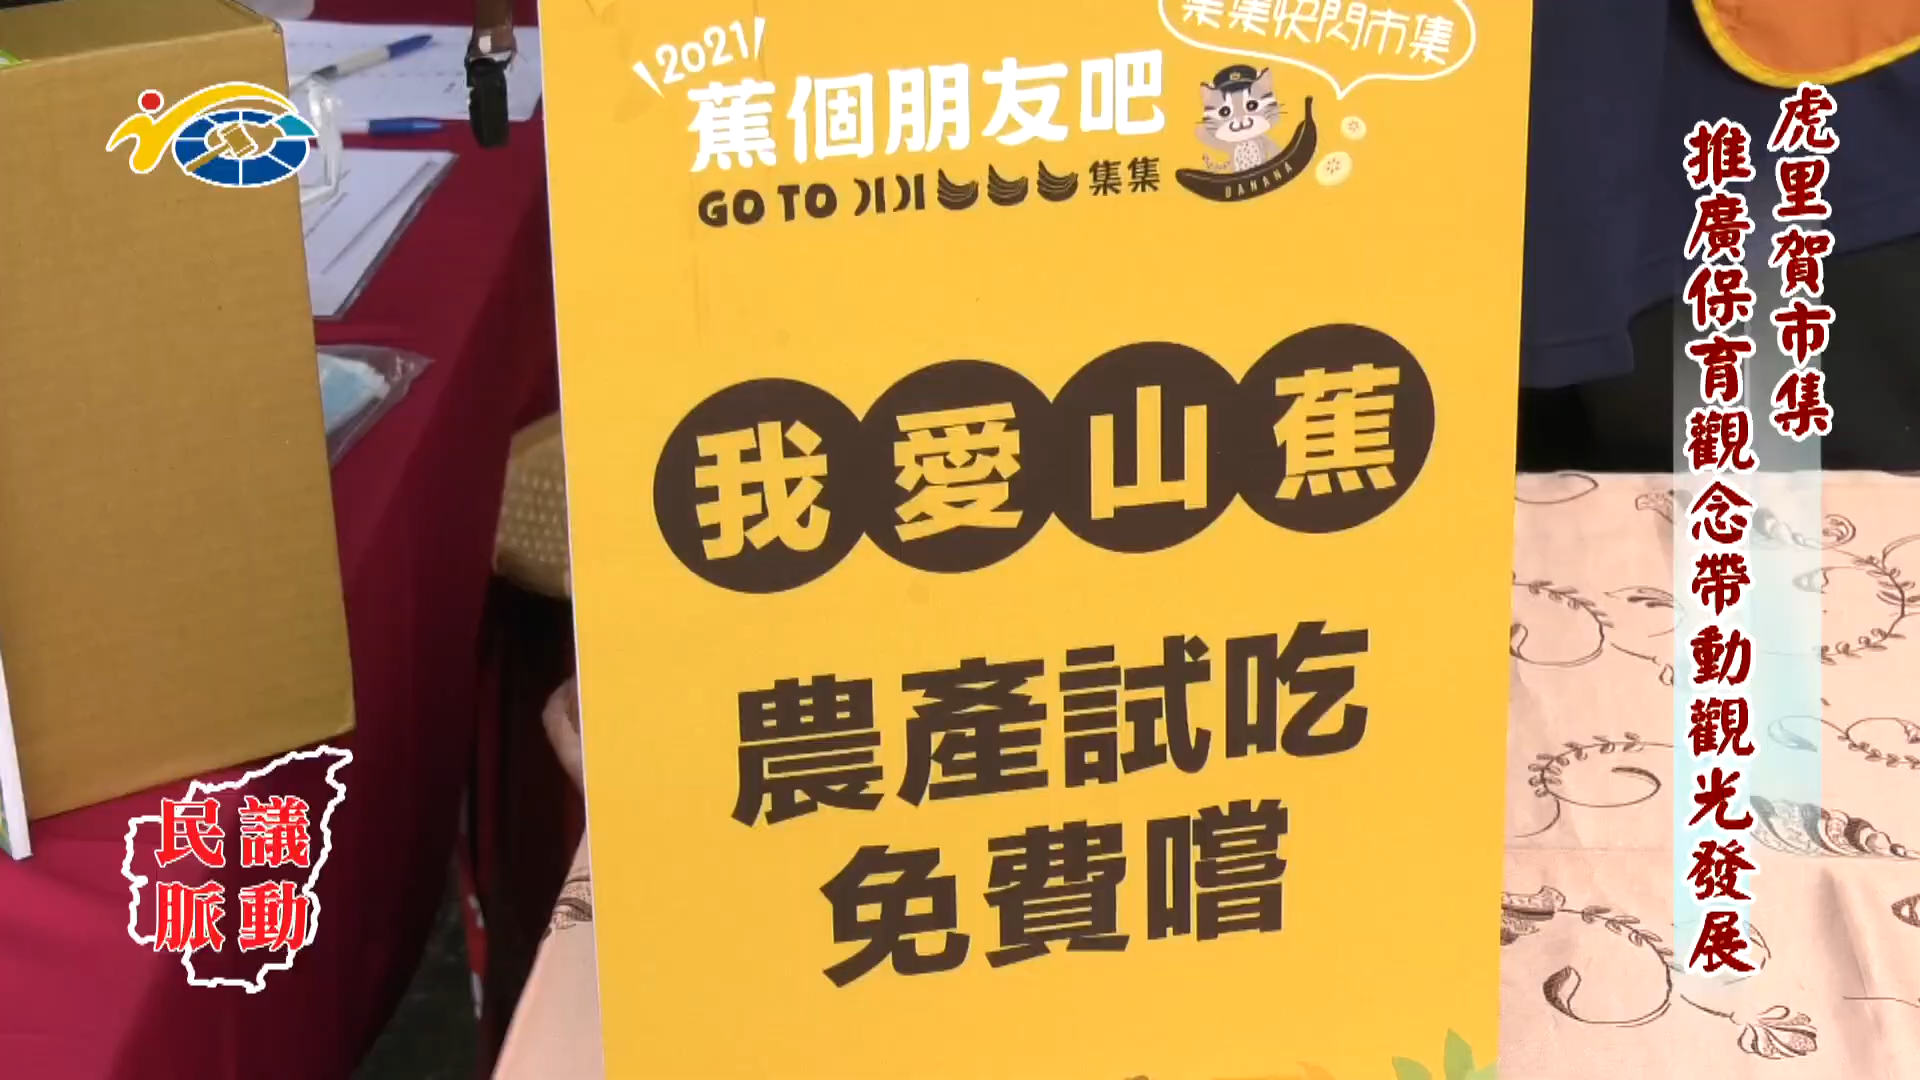 \2021/
蕉個朋友吧
GO TO 集集
集集快閃市集
BANANA
我愛山蕉
農產試吃
免費嚐
虎里賀市集
推廣保育觀念帶動觀光發展
民議
脈動